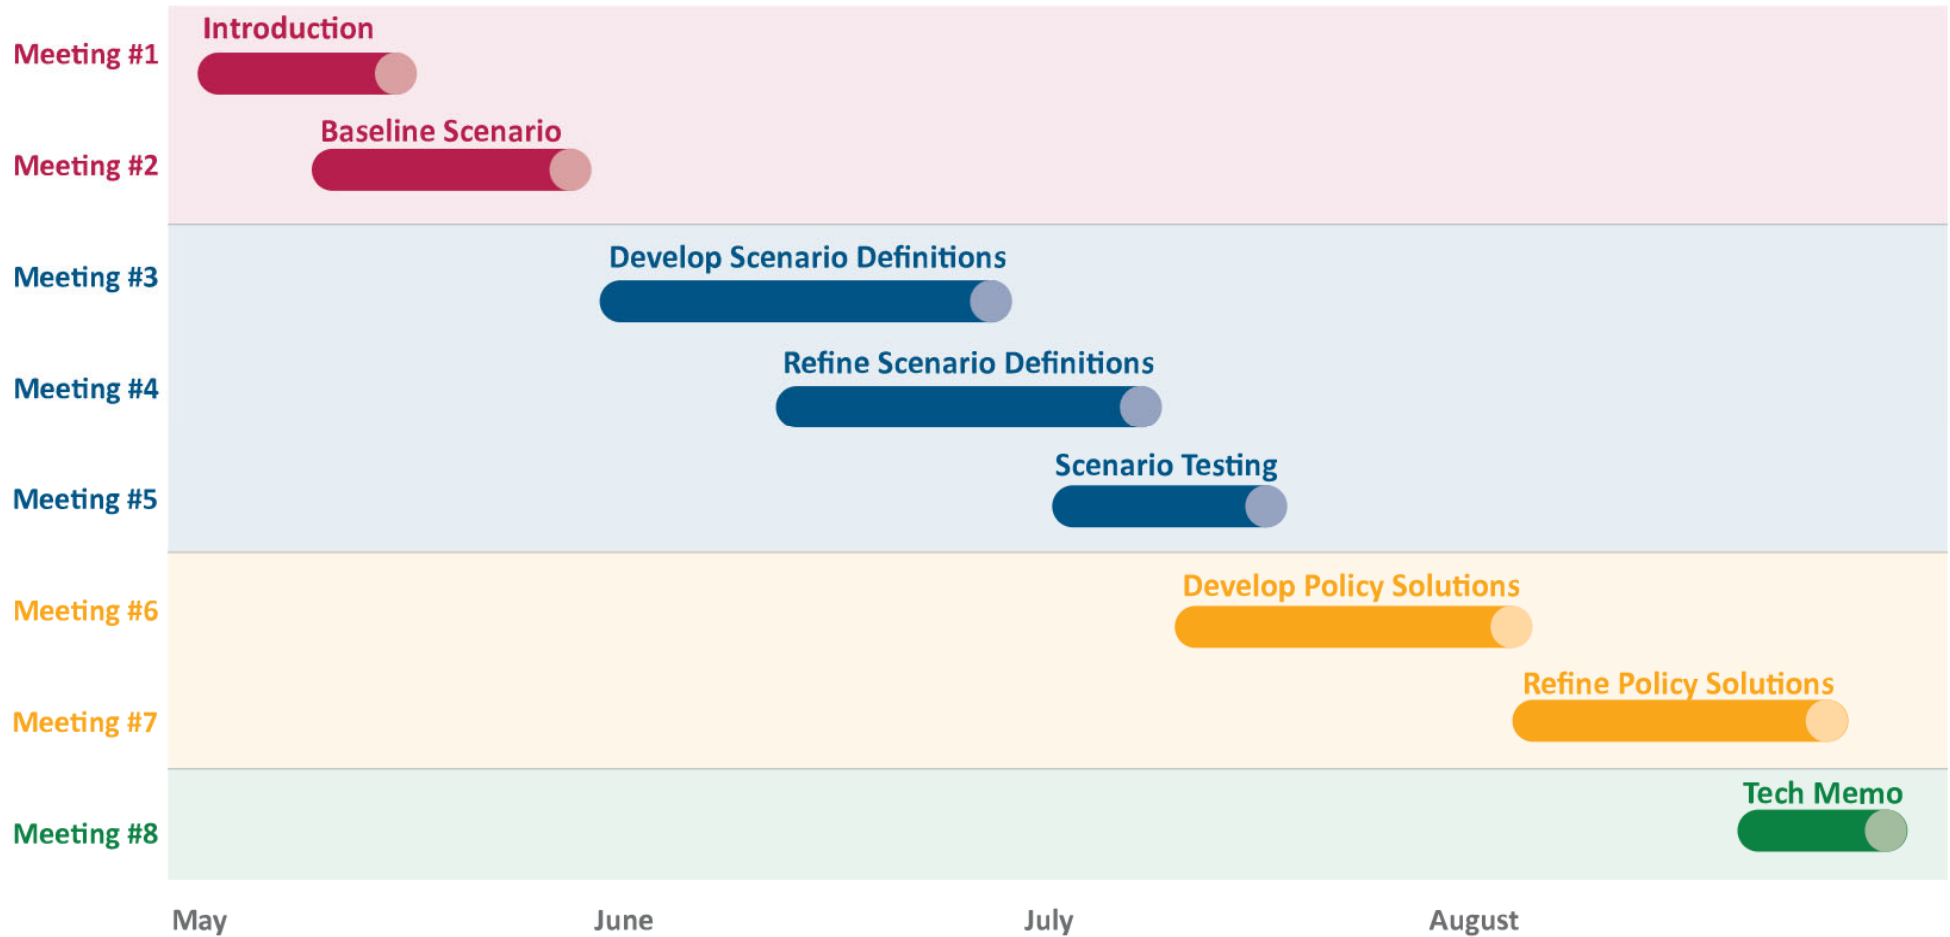 Introduction
Meeting #1
Baseline Scenario
Meeting #2
Develop Scenario Definitions
Meeting #3
Refine Scenario Definitions
Meeting #4
Scenario Testing
Meeting #5
Develop Policy Solutions
Meeting #6
Refine Policy Solutions
Meeting #7
Tech Memo
Meeting #8
May June July August